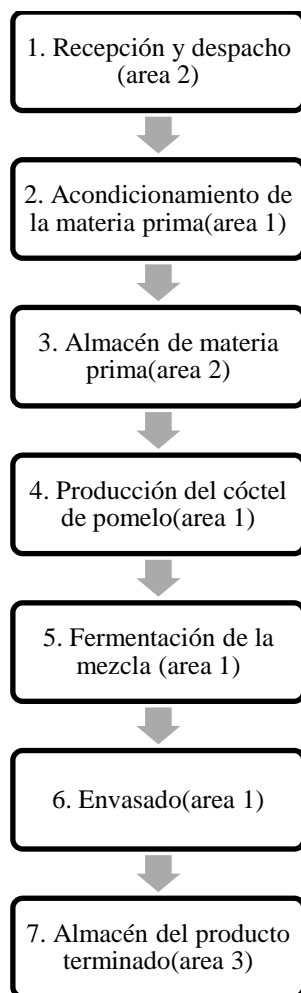 1. Recepción y despacho
(area 2)
2. Acondicionamiento de
la materia prima(area 1)
3. Almacén de materia
prima(area 2)
4. Producción del cóctel
de pomelo(area 1)
5. Fermentación de la
mezcla (area 1)
6. Envasado(area 1)
7. Almacén del producto
terminado(area 3)